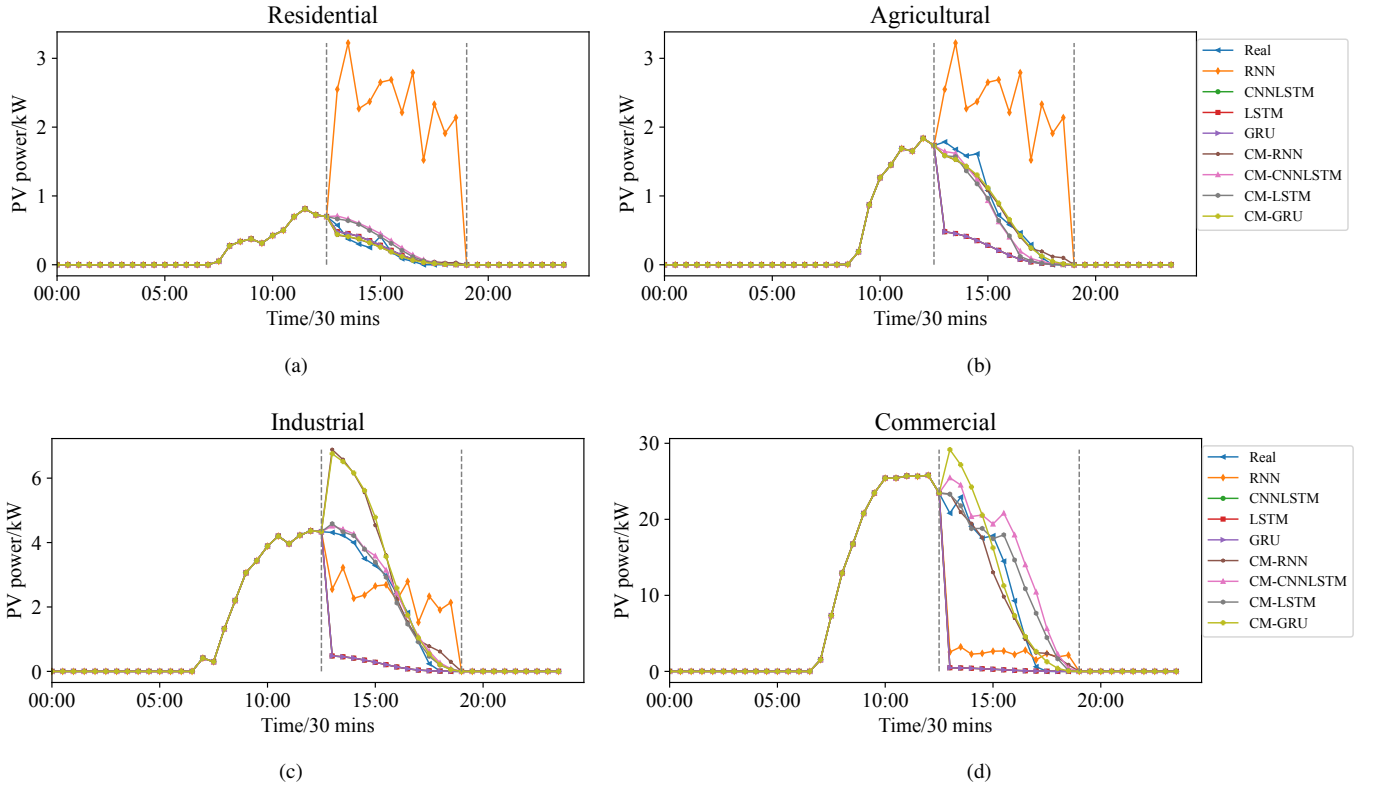 Residential
PV power/kW
3
2
1
0
00:00 05:00 10:00 15:00 20:00
Time/30 mins
(a)
Agricultural
PV power/kW
3
2
1
0
00:00 05:00 10:00 15:00 20:00
Time/30 mins
(b)
Real
RNN
CNNLSTM
LSTM
GRU
CM-RNN
CM-CNNLSTM
CM-LSTM
CM-GRU
Industrial
PV power/kW
6
4
2
0
00:00 05:00 10:00 15:00 20:00
Time/30 mins
(c)
Commercial
PV power/kW
30
20
10
0
00:00 05:00 10:00 15:00 20:00
Time/30 mins
(d)
Real
RNN
CNNLSTM
LSTM
GRU
CM-RNN
CM-CNNLSTM
CM-LSTM
CM-GRU